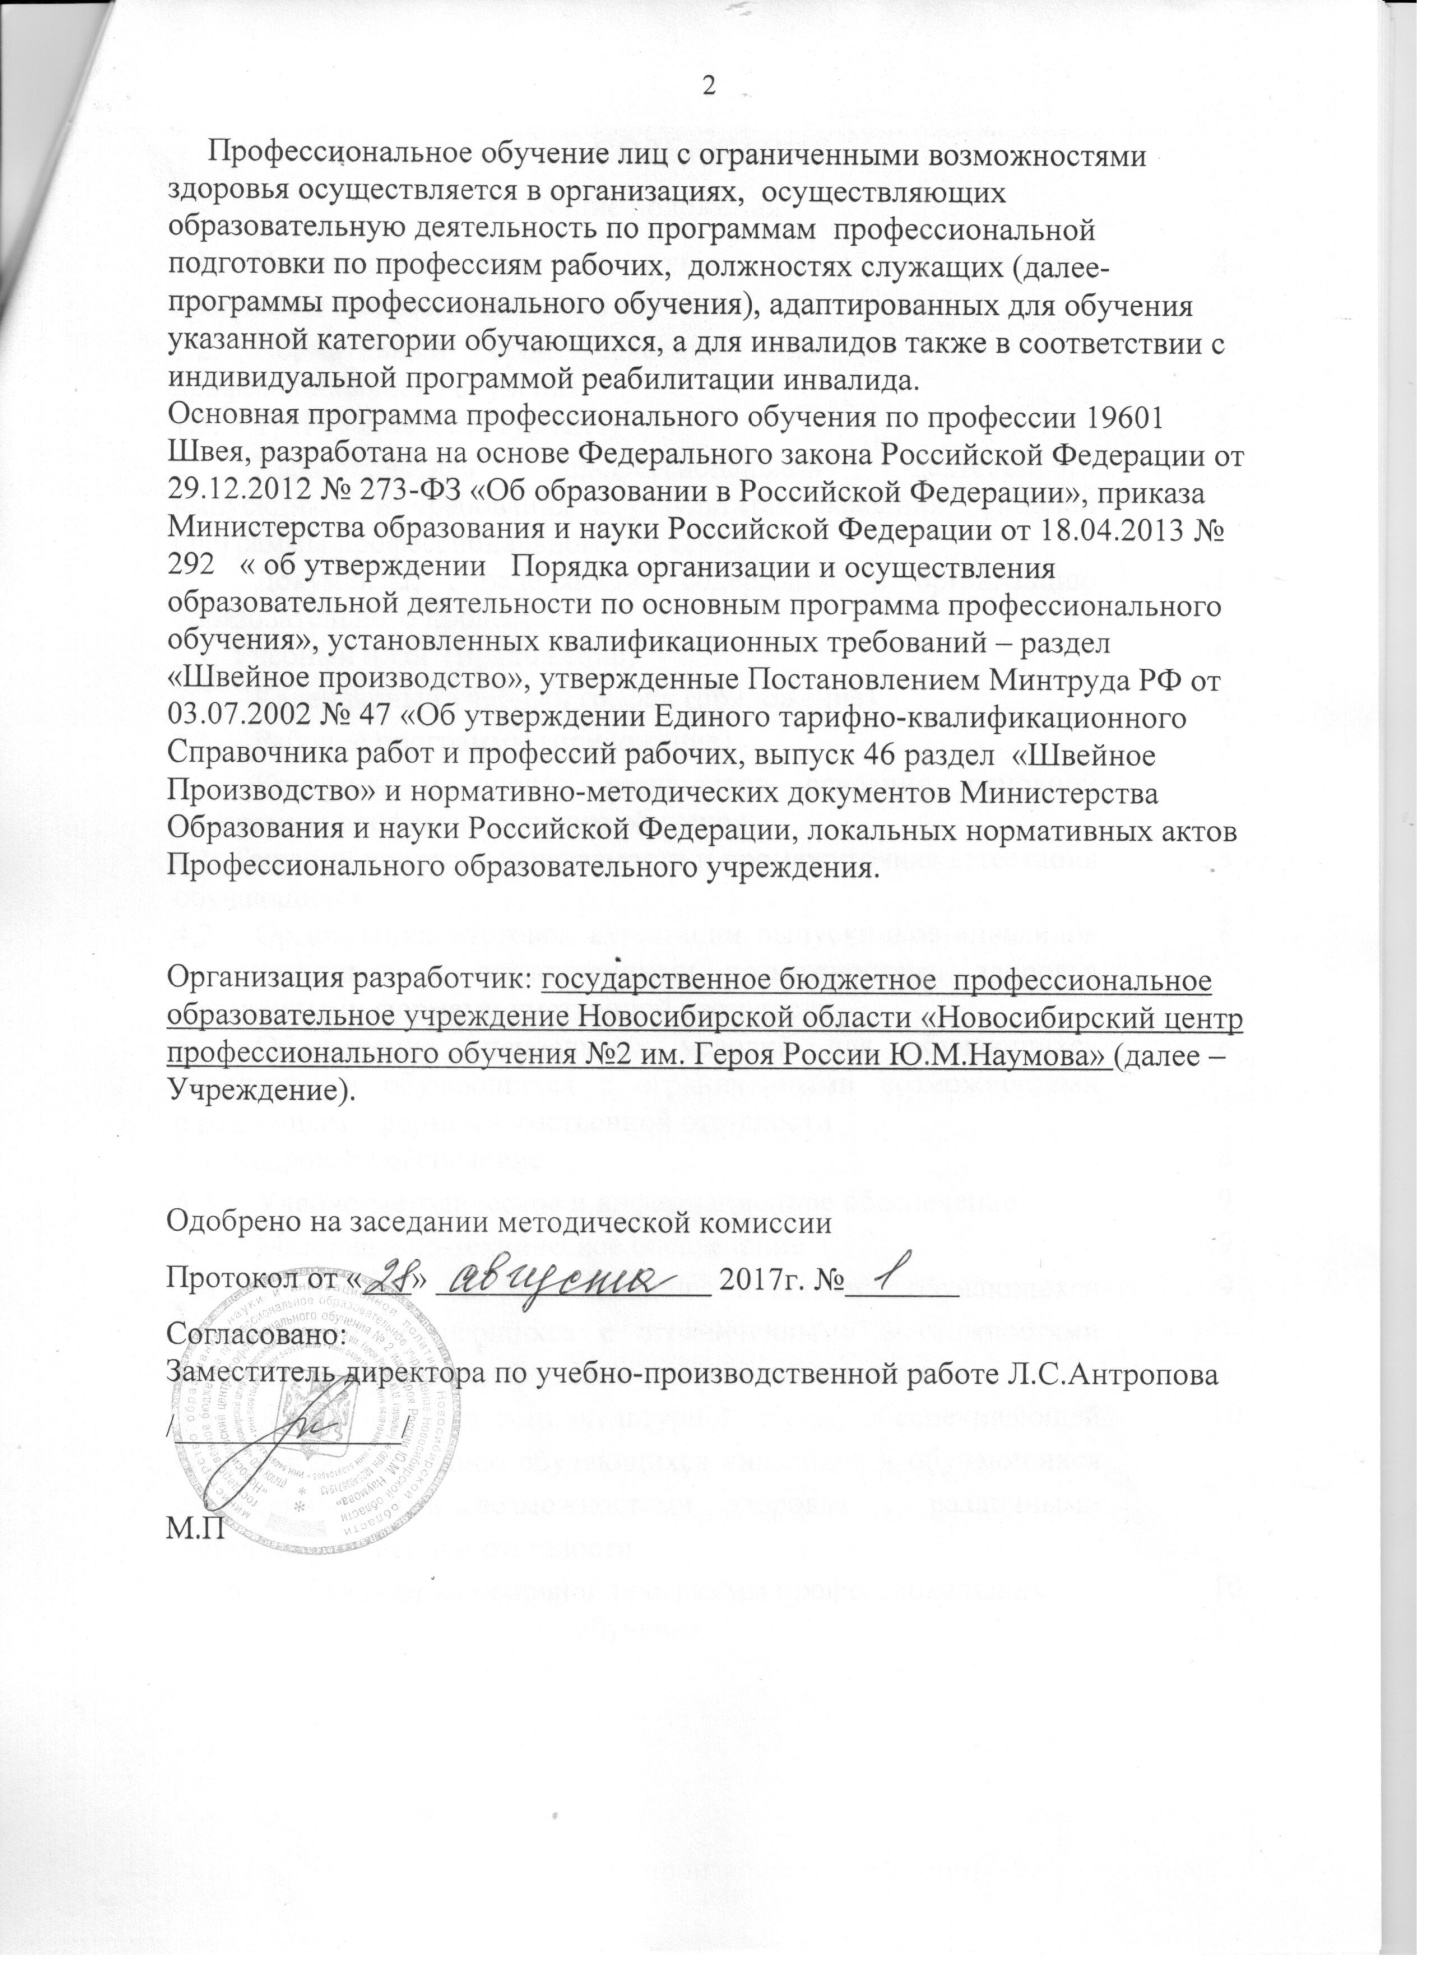 2
Профессиональное обучение лиц с ограниченными возможностями
здоровья осуществляется в организациях,  осуществляющих
образовательную деятельность по программам  профессиональной
подготовки по профессиям рабочих,  должностях служащих (далее-
программы профессионального обучения), адаптированных для обучения
указанной категории обучающихся, а для инвалидов также в соответствии с
индивидуальной программой реабилитации инвалида.
Основная программа профессионального обучения по профессии 19601
Швея, разработана на основе Федерального закона Российской Федерации от
29.12.2012 № 273-ФЗ «Об образовании в Российской Федерации», приказа
Министерства образования и науки Российской Федерации от 18.04.2013 №
292   « об утверждении   Порядка организации и осуществления
образовательной деятельности по основным программа профессионального
обучения», установленных квалификационных требований – раздел
«Швейное производство», утвержденные Постановлением Минтруда РФ от
03.07.2002 № 47 «Об утверждении Единого тарифно-квалификационного
Справочника работ и профессий рабочих, выпуск 46 раздел  «Швейное
Производство» и нормативно-методических документов Министерства
Образования и науки Российской Федерации, локальных нормативных актов
Профессионального образовательного учреждения.
Организация разработчик: государственное бюджетное  профессиональное
образовательное учреждение Новосибирской области «Новосибирский центр
профессионального обучения №2 им. Героя России Ю.М.Наумова» (далее –
Учреждение).
Одобрено на заседании методической комиссии
Протокол от « 28 » августа 2017г. № 1
Согласовано:
Заместитель директора по учебно-производственной работе Л.С.Антропова
/ /
М.П